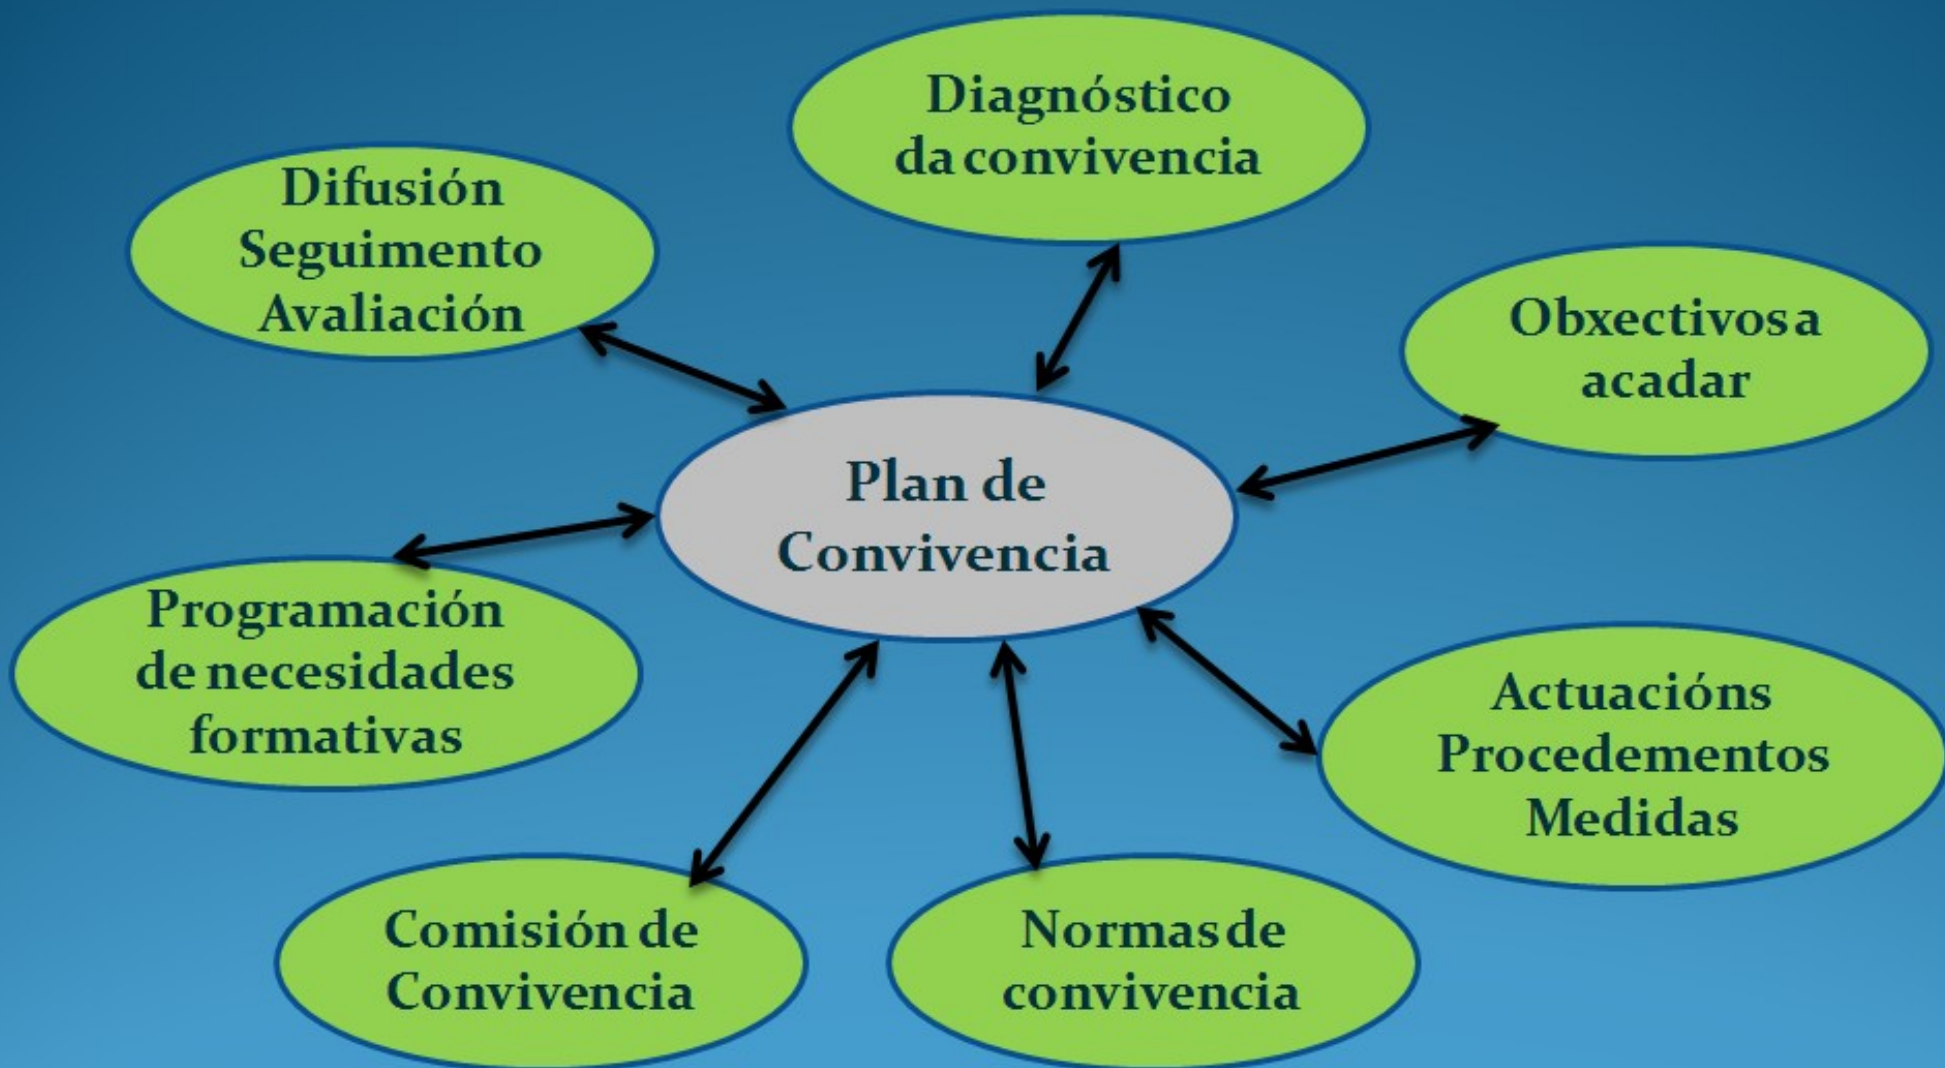 Diagnóstico
da convivencia
Difusión
Seguimento
Avaliación
Obxectivos a
acadar
Plan de
Convivencia
Programación
de necesidades
formativas
Actuacións
Procedementos
Medidas
Comisión de
Convivencia
Normas de
convivencia